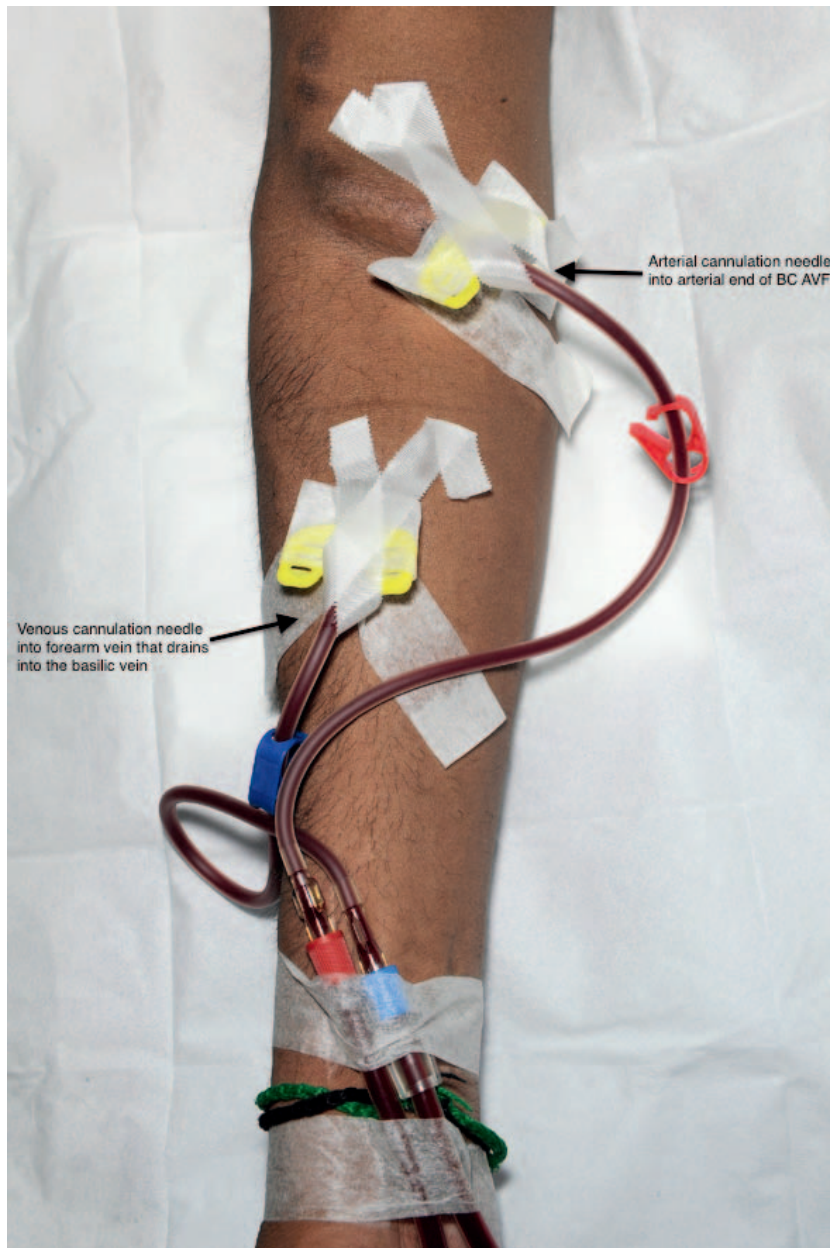 Arterial cannulation needle
into arterial end of BC AVF
Venous cannulation needle
into forearm vein that drains
into the basilic vein